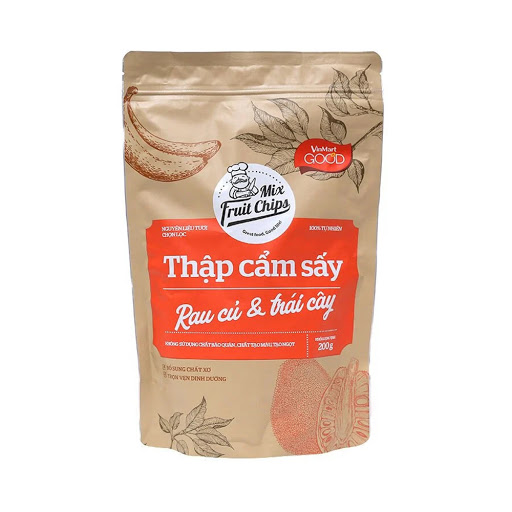 VinMart
GOOD
Mix
Fruit Chips
Good food, Good life!
NGUYÊN LIỆU TƯƠI
CHỌN LỌC
100% TỰ NHIÊN
Thập cẩm sấy
Rau củ & trái cây
KHÔNG SỬ DỤNG CHẤT BẢO QUẢN, CHẤT TẠO MÀU, TẠO NGỌT
200g
BỔ SUNG CHẤT XƠ
TRỌN VẸN DINH DƯỠNG